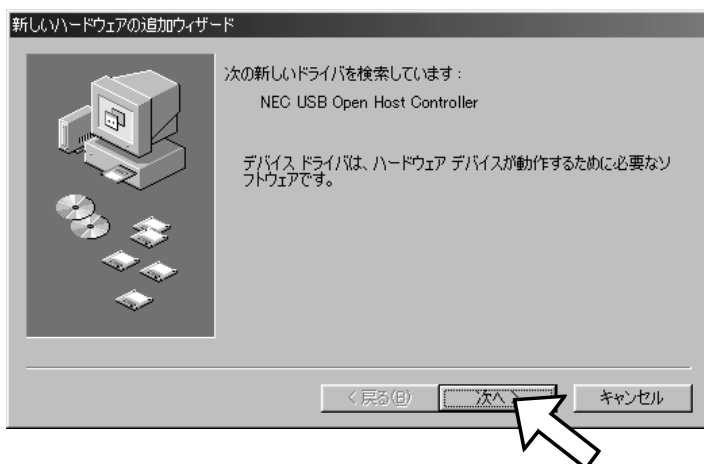 新しいハードウェアの追加ウィザード
次の新しいドライバを検索しています：
NEC USB Open Host Controller
デバイス ドライバは、ハードウェア デバイスが動作するために必要なソ
フトウェアです。
< 戻る(B)
次へ >
キャンセル